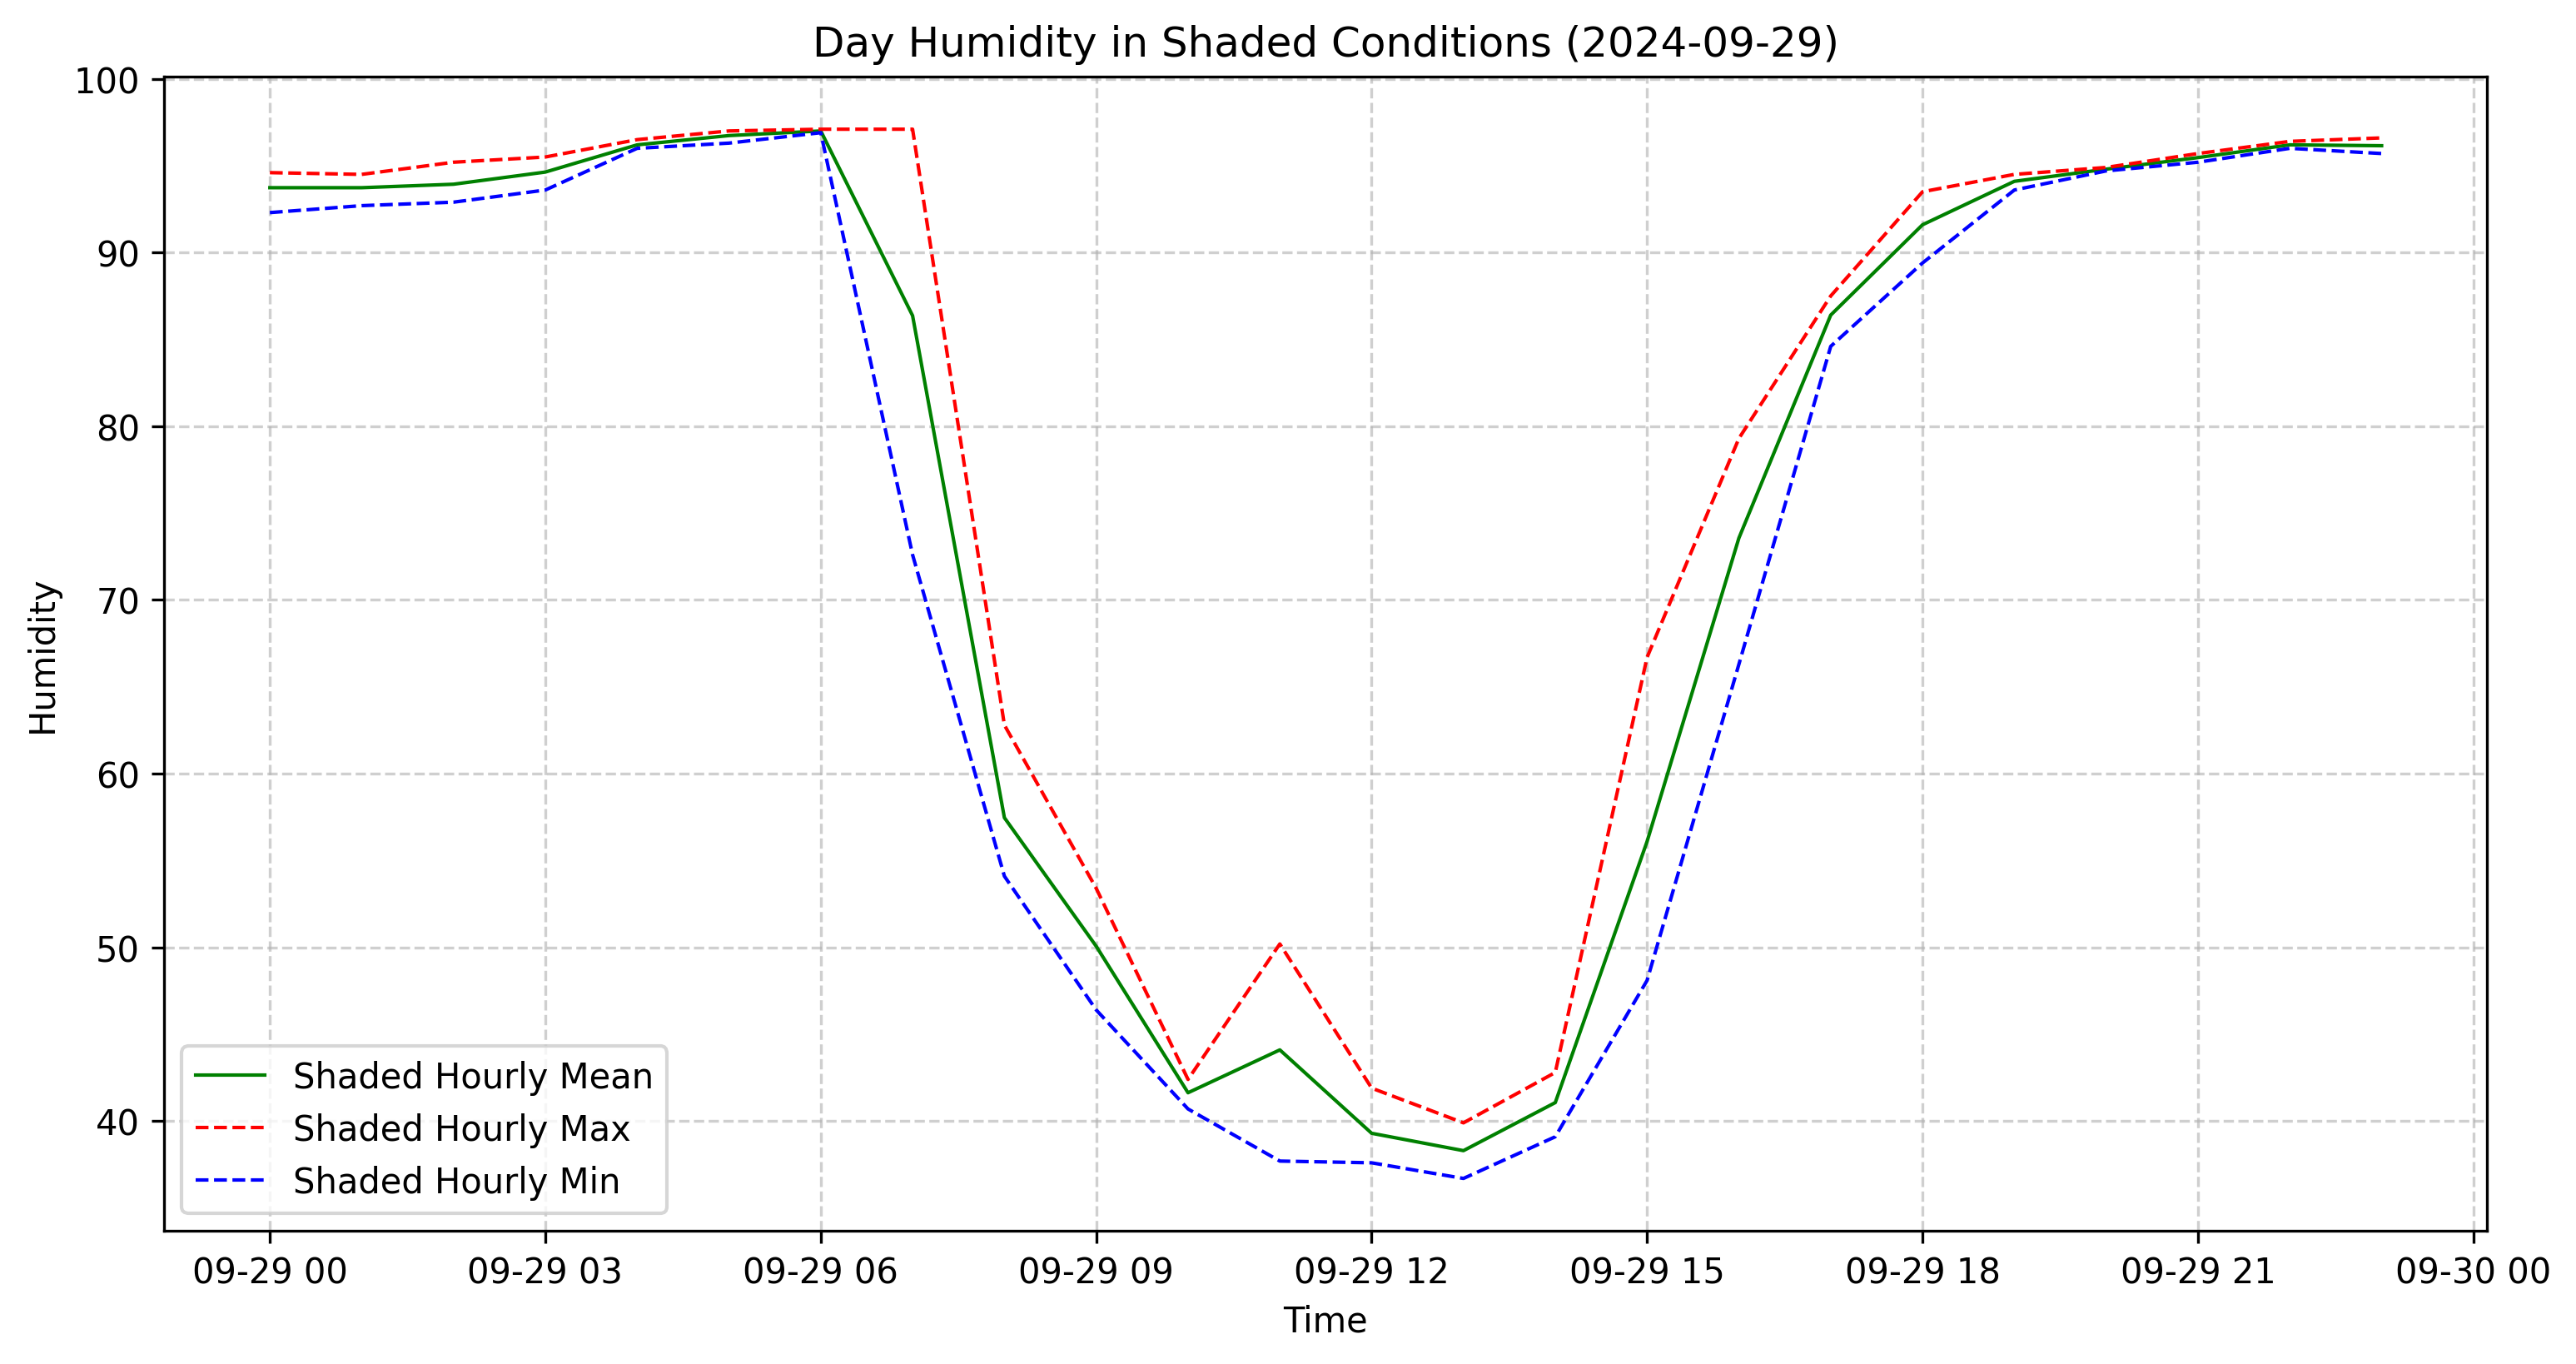 Day Humidity in Shaded Conditions (2024-09-29)
100
90
80
70
60
50
40
Humidity
Shaded Hourly Mean
Shaded Hourly Max
Shaded Hourly Min
09-29 00 09-29 03 09-29 06 09-29 09 09-29 12 09-29 15 09-29 18 09-29 21 09-30 00
Time